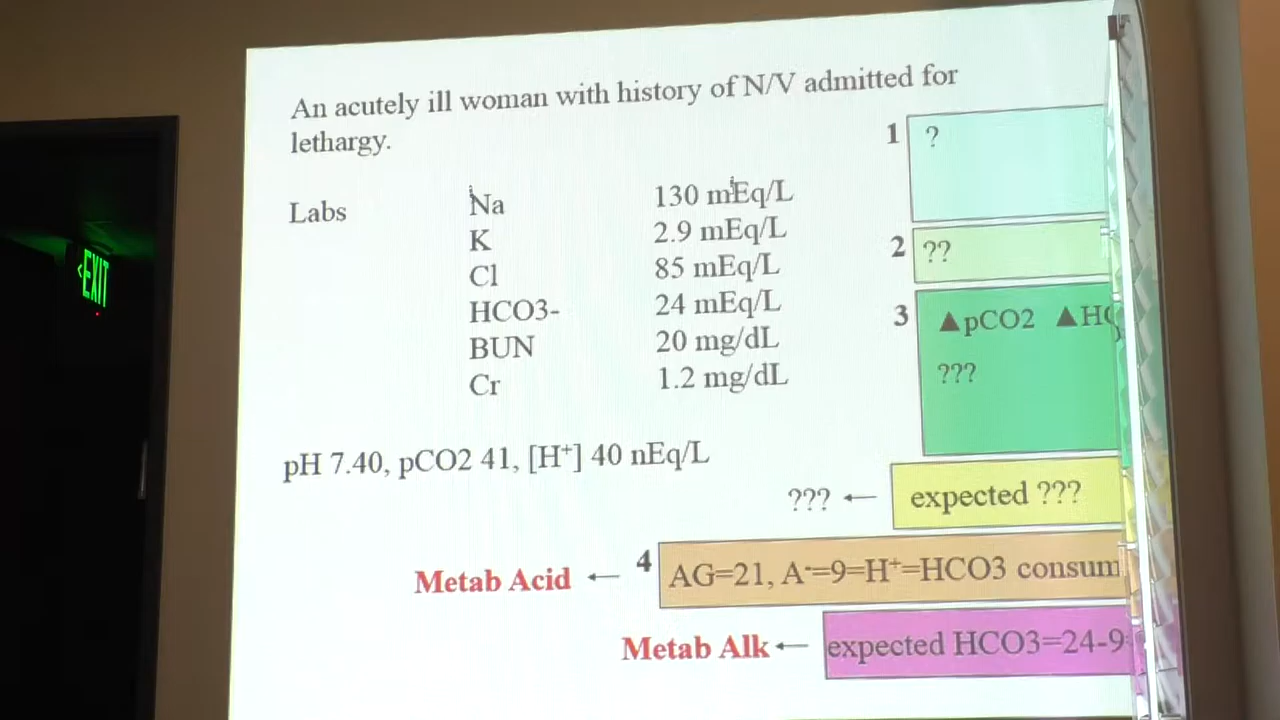 An acutely ill woman with history of N/V admitted for
lethargy.
Labs
Na 130 mEq/L
K 2.9 mEq/L
Cl 85 mEq/L
HCO3- 24 mEq/L
BUN 20 mg/dL
Cr 1.2 mg/dL
pH 7.40, pCO2 41, [H⁺] 40 nEq/L
1 ?
2 ??
3 ▲pCO2 ▲HC
???
??? ← expected ???
Metab Acid ← 4 AG=21, A⁻=9=H⁺=HCO3 consum
Metab Alk ← expected HCO3=24-9
<EXIT